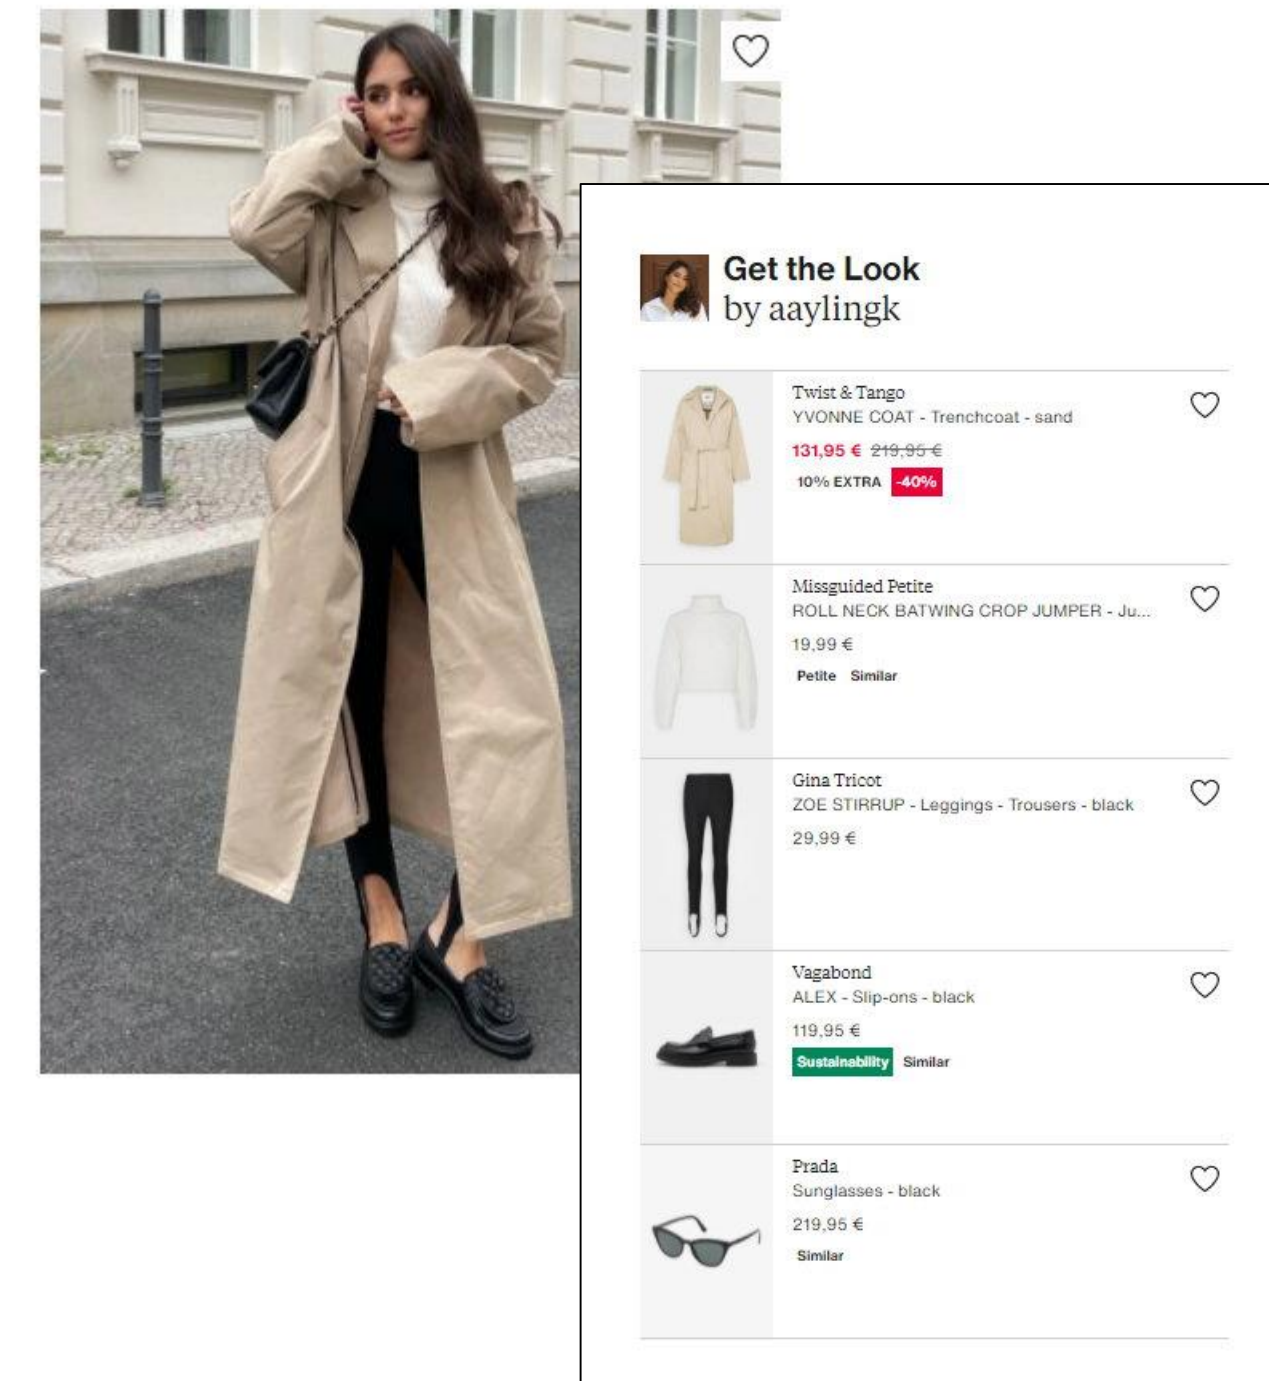 Get the Look
by aaylingk
Twist & Tango
YVONNE COAT - Trenchcoat - sand
131,95 € 219,95 €
10% EXTRA -40%
Missguided Petite
ROLL NECK BATWING CROP JUMPER - Ju...
19,99 €
Petite Similar
Gina Tricot
ZOE STIRRUP - Leggings - Trousers - black
29,99 €
Vagabond
ALEX - Slip-ons - black
119,95 €
Sustainability Similar
Prada
Sunglasses - black
219,95 €
Similar